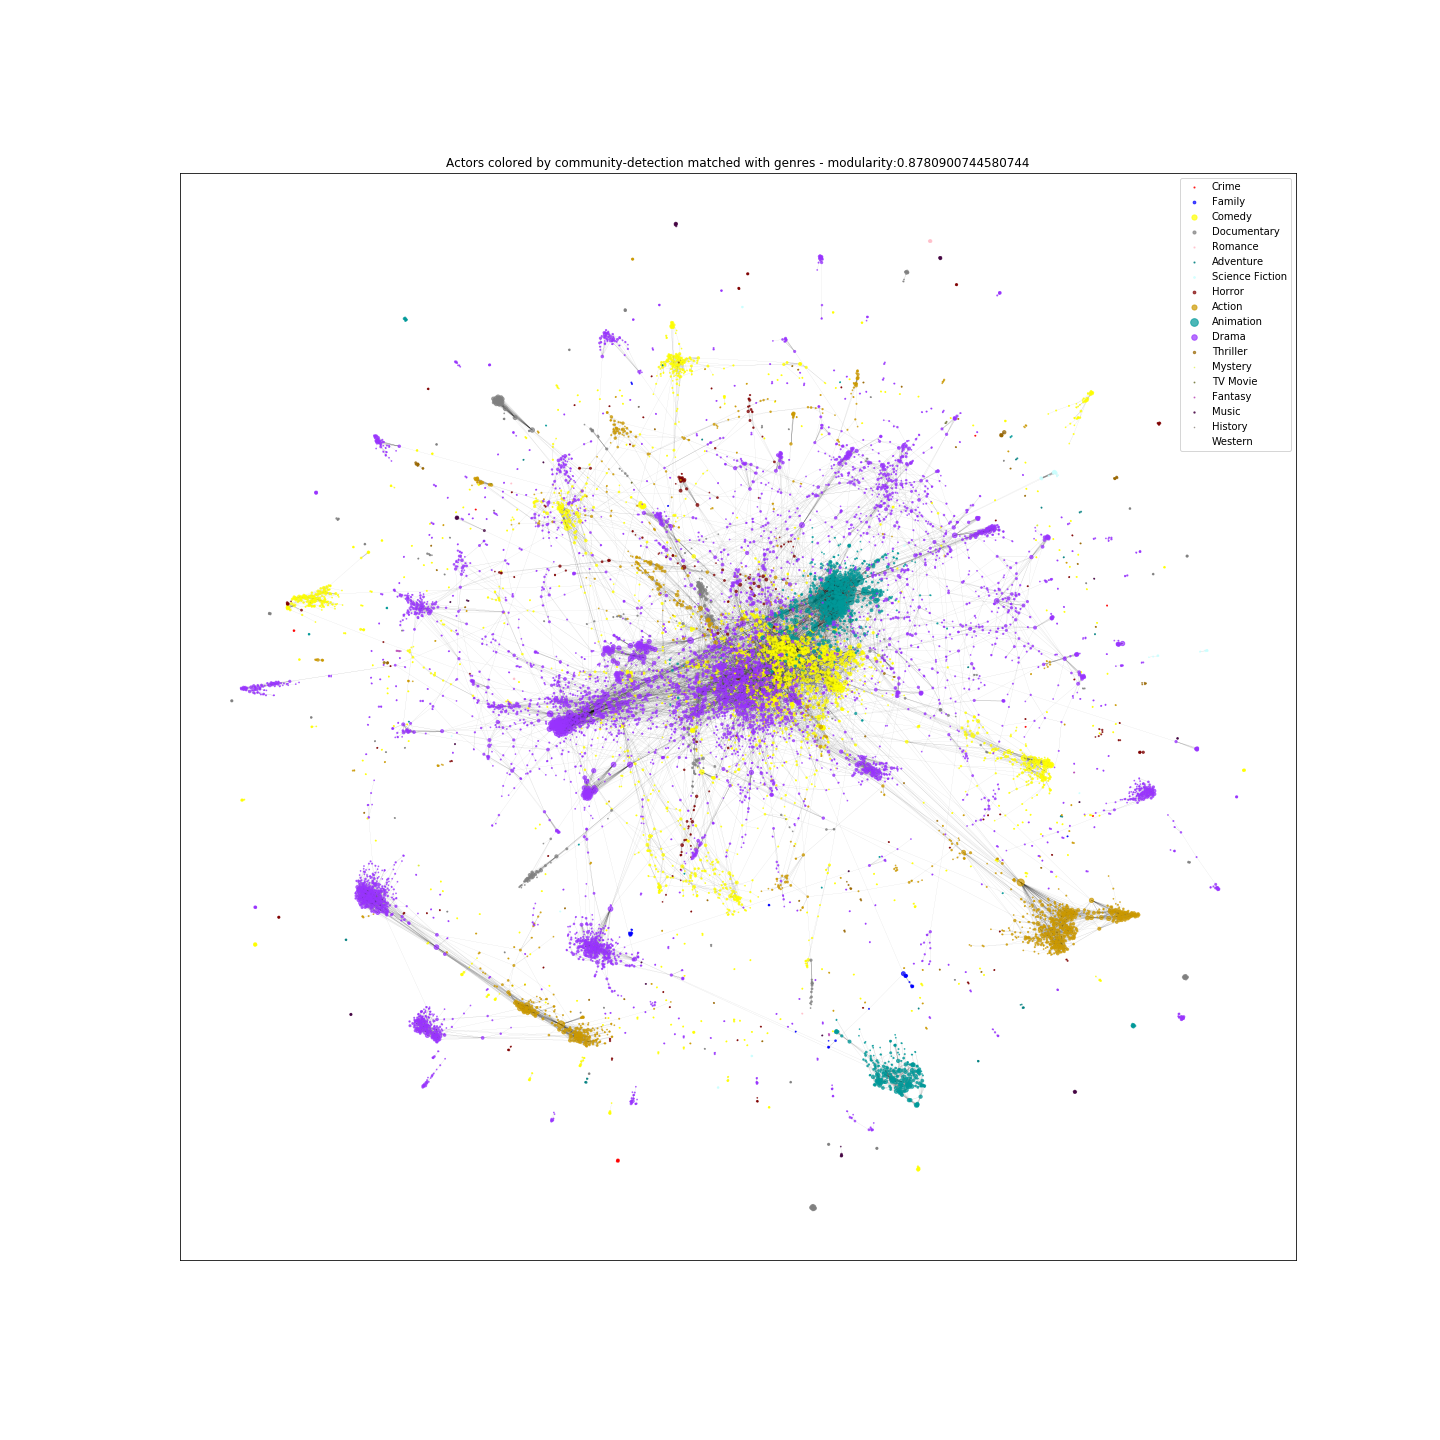 Actors colored by community-detection matched with genres - modularity:0.8780900744580744
Crime
Family
Comedy
Documentary
Romance
Adventure
Science Fiction
Horror
Action
Animation
Drama
Thriller
Mystery
TV Movie
Fantasy
Music
History
Western